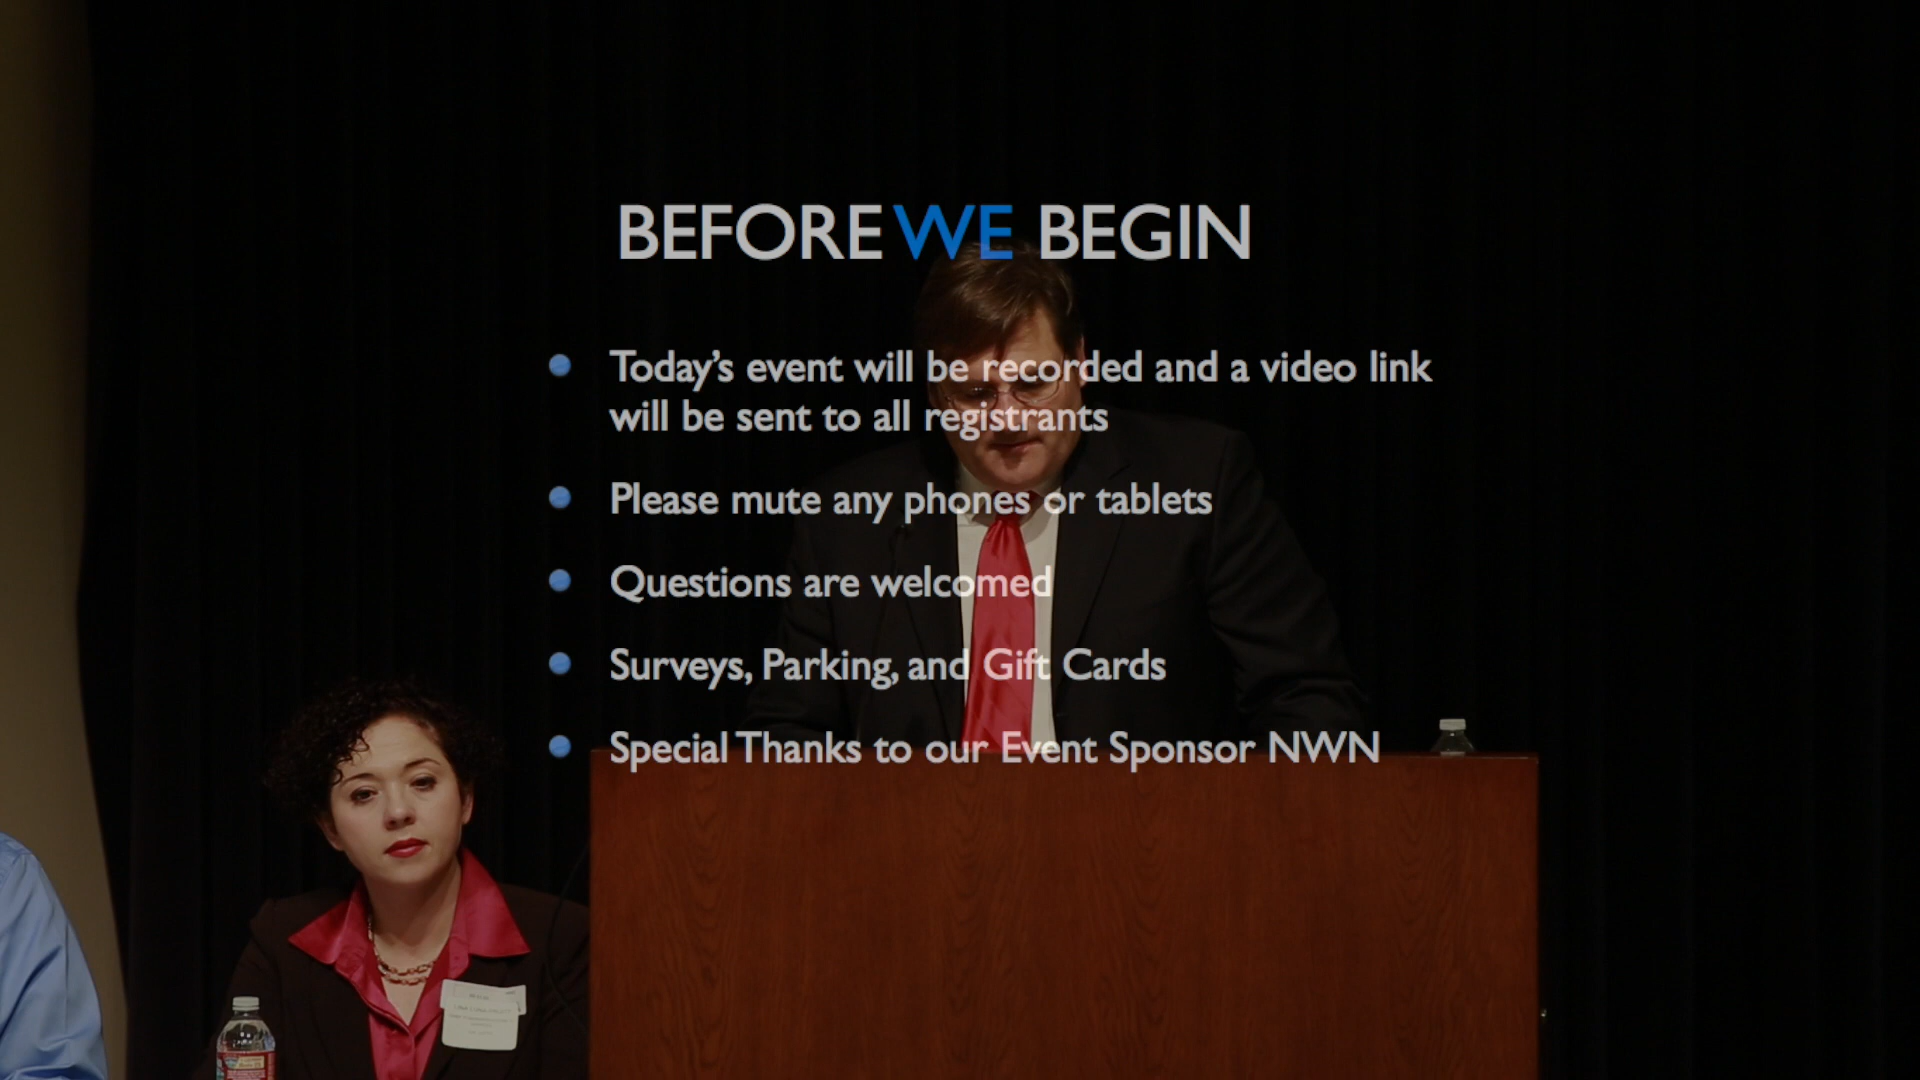 BEFORE WE BEGIN
Today's event will be recorded and a video link
will be sent to all registrants
Please mute any phones or tablets
Questions are welcomed
Surveys, Parking, and Gift Cards
Special Thanks to our Event Sponsor NWN